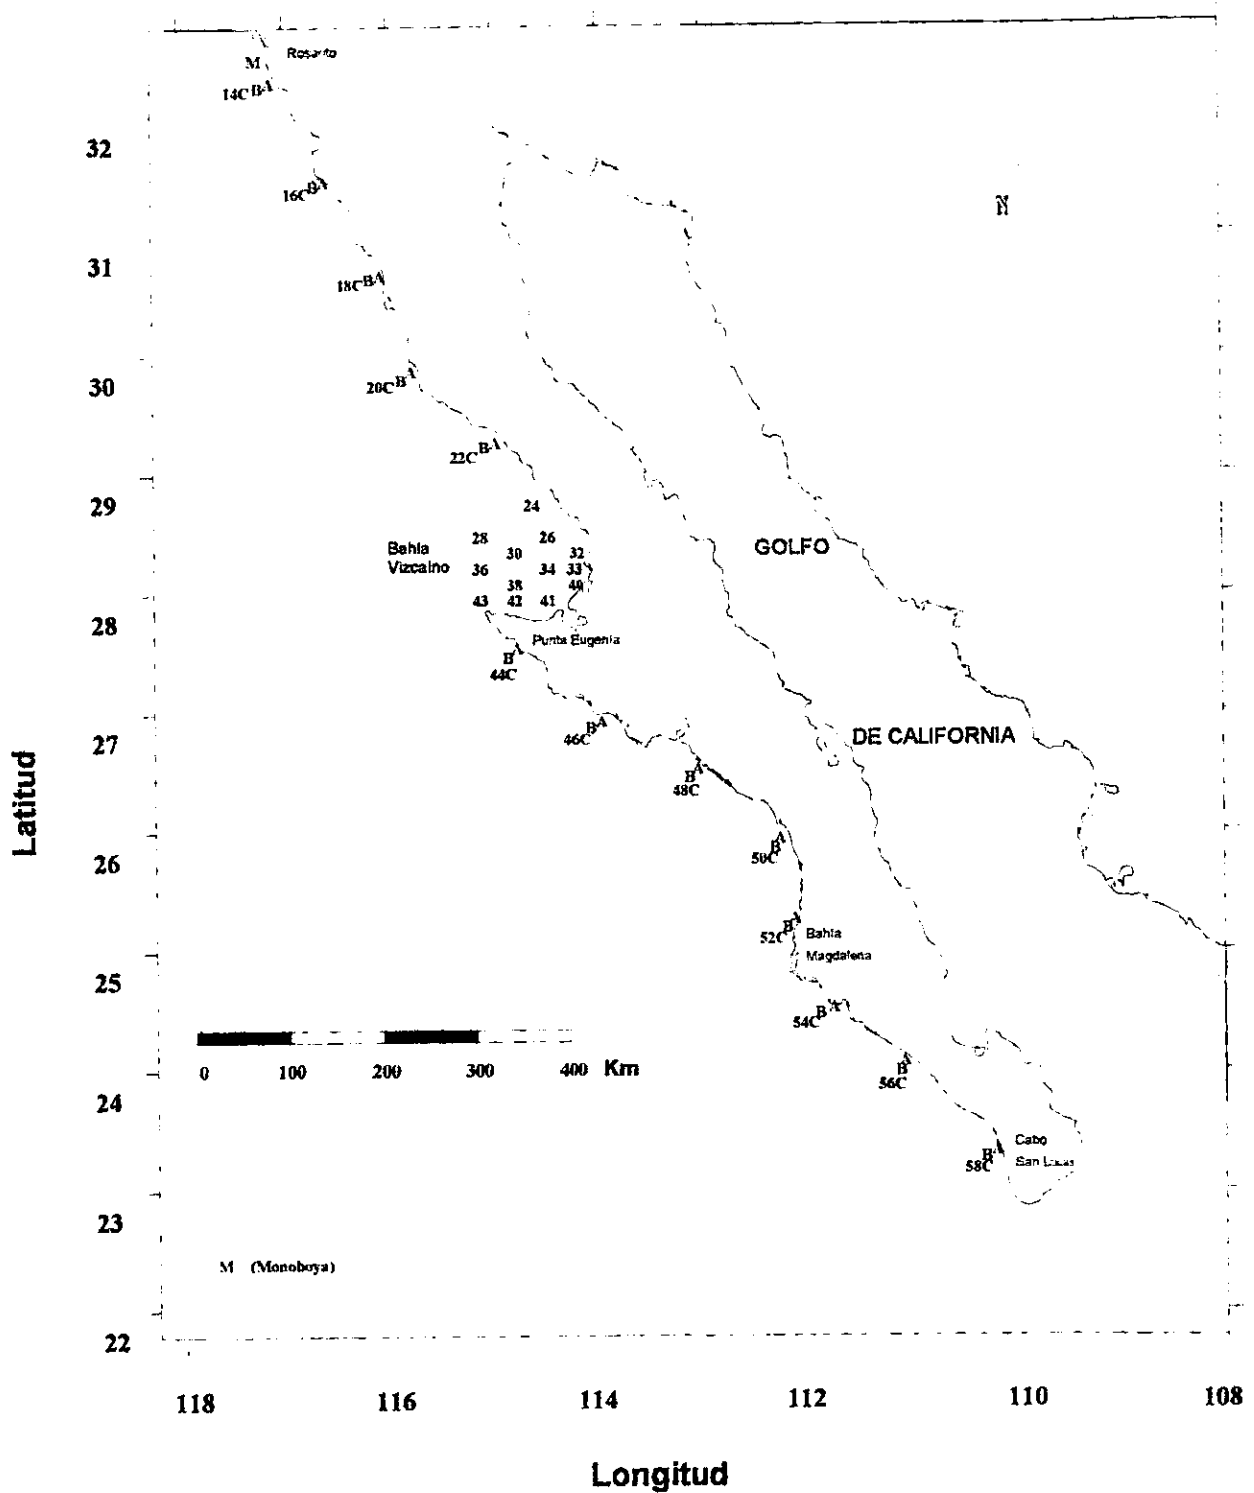 M Rosarito
14C B A
32
N
16C B A
31
18C B A
30
20C B A
22C B A
29
24
28 26
Bahia
30 32
GOLFO
Vizcaino
36 34 33
38 40
43 42 41
28
Punta Eugenia
B A
44C
46C B A
27
DE CALIFORNIA
B A
48C
Latitud
26
B A
50C
52C B A
Bahia
Magdalena
25
54C B A
B A
56C
0 100 200 300 400 Km
24
Cabo
58C B A
San Lucas
23
M (Monoboya)
22
118 116 114 112 110 108
Longitud